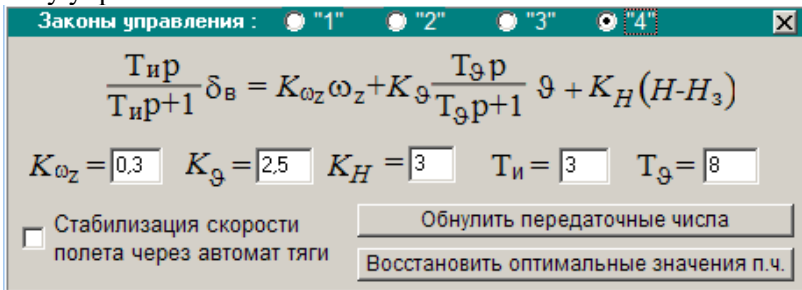 Законы управления : "1" "2" "3" "4"
Tиp/(Tиp+1) δв = Kωz ωz + Kϑ Tϑp/(Tϑp+1) ϑ + KH (H-Hз)
Kωz = 0,3 Kϑ = 2,5 KH = 3 Tи = 3 Tϑ = 8
Стабилизация скорости
полета через автомат тяги
Обнулить передаточные числа
Восстановить оптимальные значения п.ч.